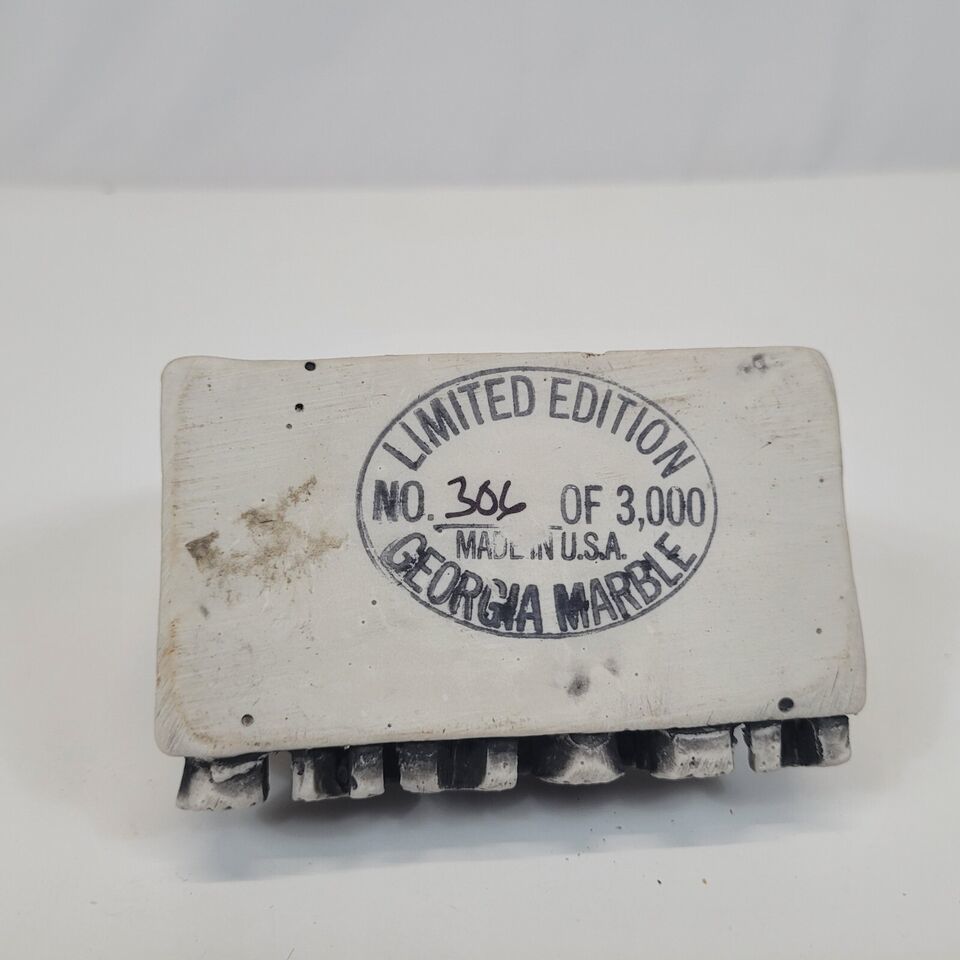 LIMITED EDITION
NO. 306 OF 3,000
MADE IN U.S.A.
GEORGIA MARBLE